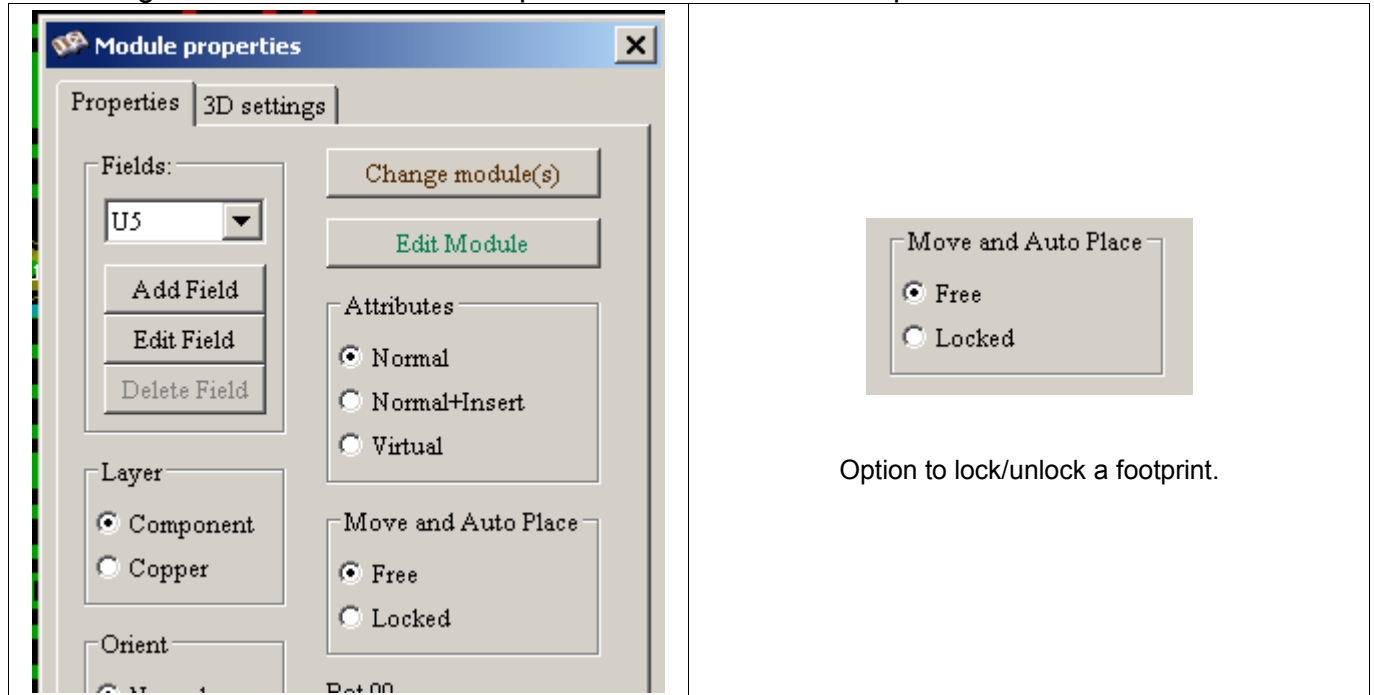 Module properties
Properties
3D settings
Fields:
U5
Add Field
Edit Field
Delete Field
Layer
Component
Copper
Orient
Change module(s)
Edit Module
Attributes
Normal
Normal+Insert
Virtual
Move and Auto Place
Free
Locked
Move and Auto Place
Free
Locked
Option to lock/unlock a footprint.